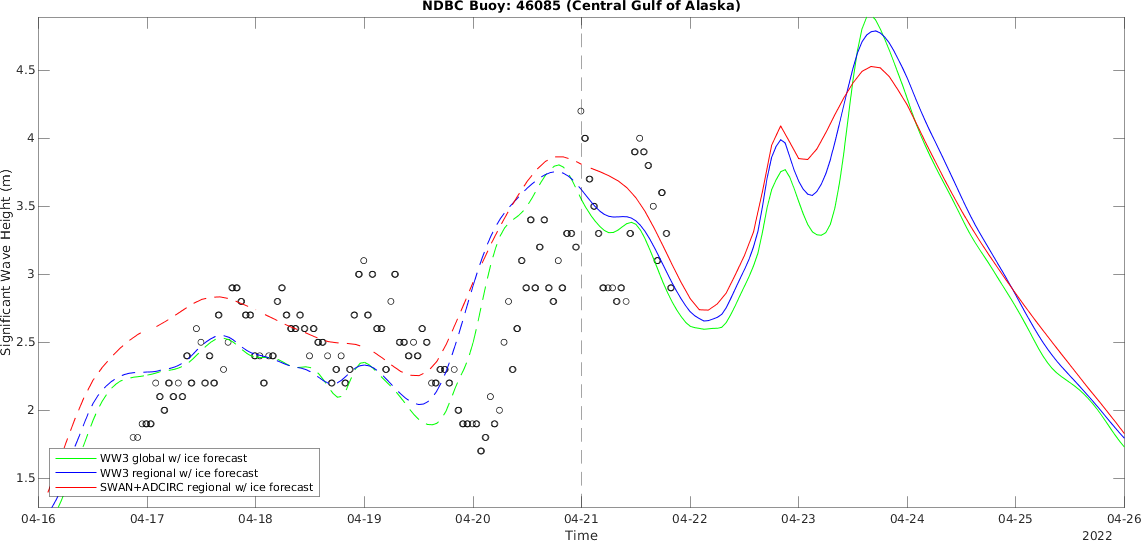 NDBC Buoy: 46085 (Central Gulf of Alaska)
Significant Wave Height (m)
4.5
4
3.5
3
2.5
2
1.5
WW3 global w/ ice forecast
WW3 regional w/ ice forecast
SWAN+ADCIRC regional w/ ice forecast
04-16 04-17 04-18 04-19 04-20 04-21 04-22 04-23 04-24 04-25 04-26
Time
2022